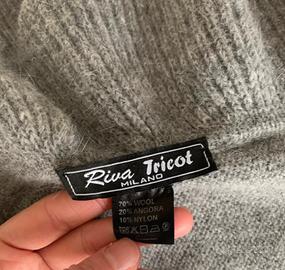 Riva Tricot
MILANO
70% WOOL
20% ANGORA
10% NYLON